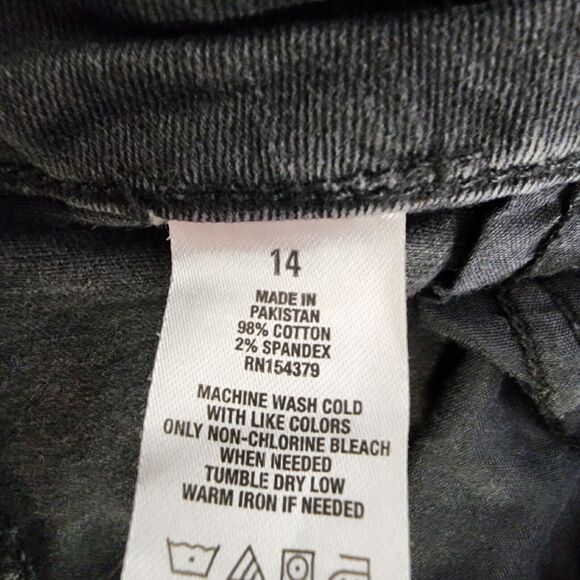 14
MADE IN
PAKISTAN
98% COTTON
2% SPANDEX
RN154379
MACHINE WASH COLD
WITH LIKE COLORS
ONLY NON-CHLORINE BLEACH
WHEN NEEDED
TUMBLE DRY LOW
WARM IRON IF NEEDED